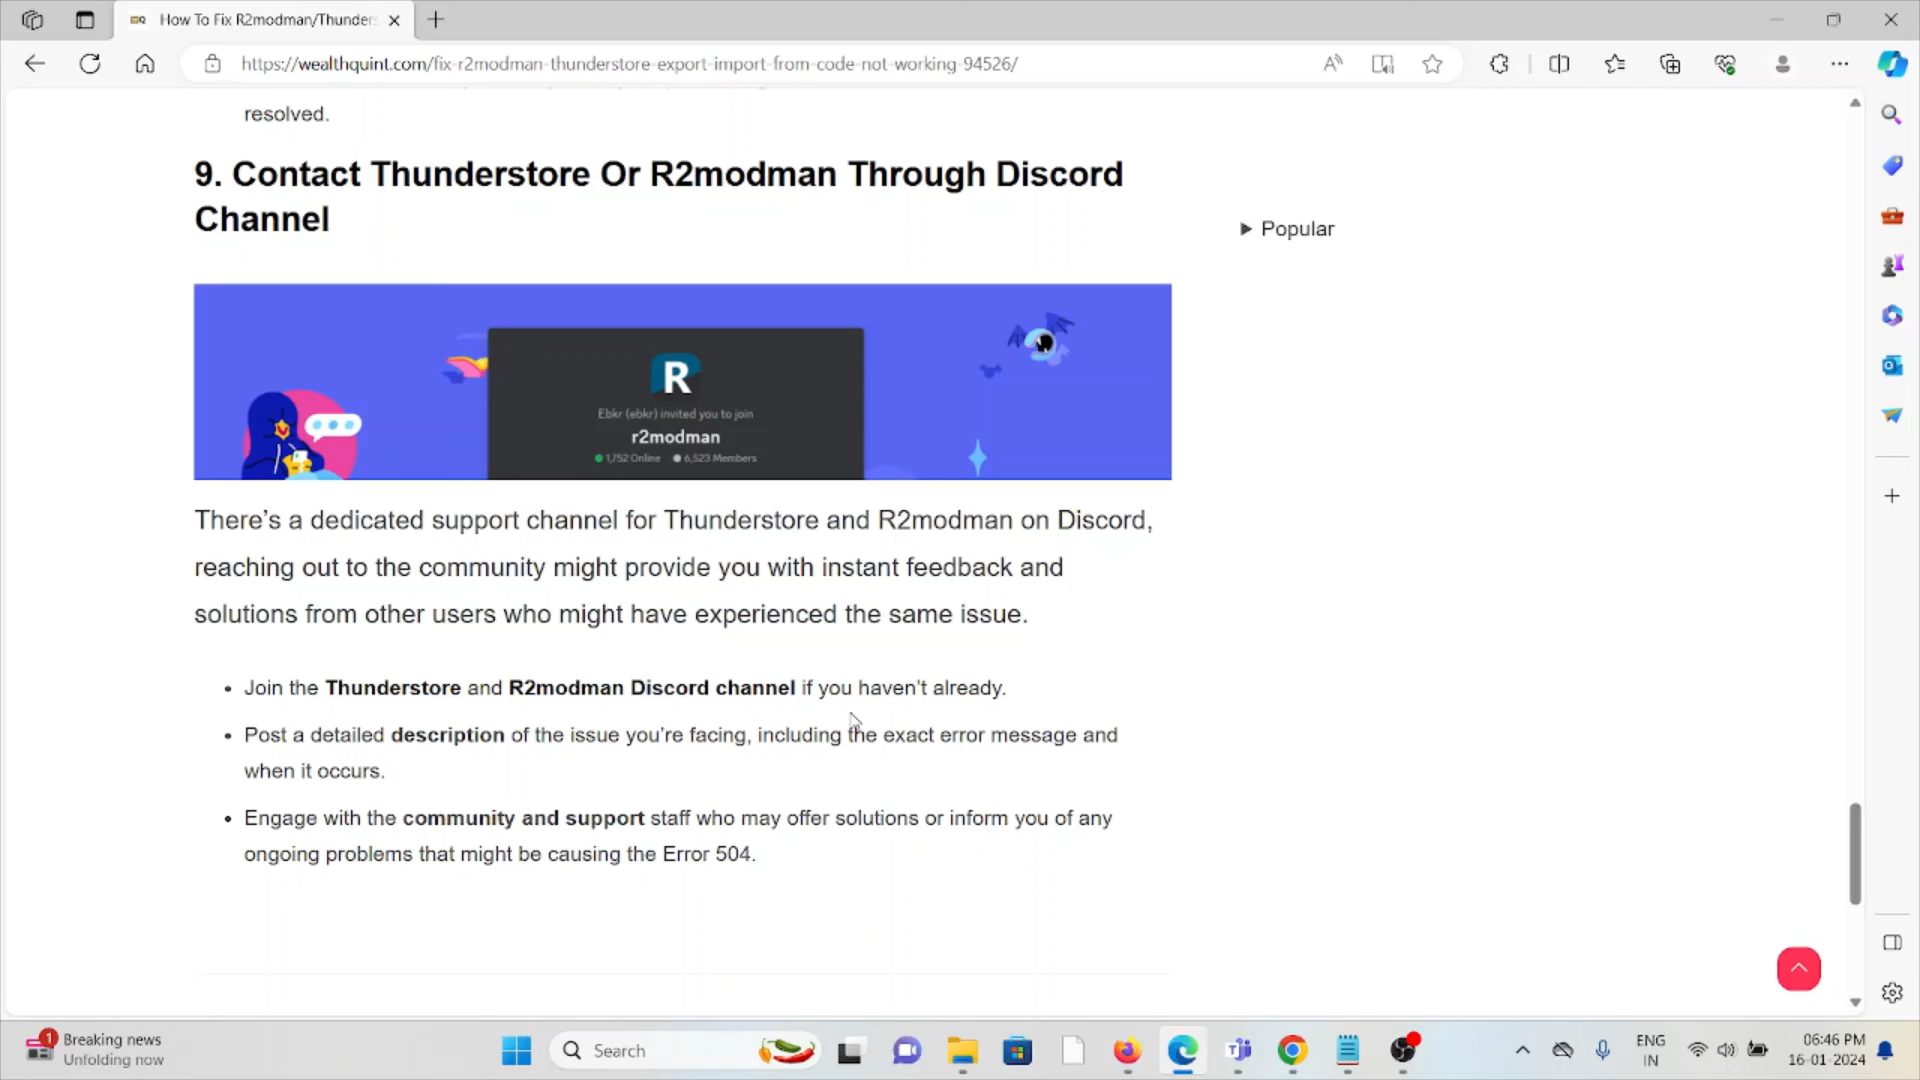 How To Fix R2modman/Thunder
https://wealthquint.com/fix-r2modman-thunderstore-export-import-from-code-not-working-94526/
resolved.
9. Contact Thunderstore Or R2modman Through Discord
Channel
Popular
R
Ebkr (ebkr) invited you to join
r2modman
1,752 Online 6,523 Members
There’s a dedicated support channel for Thunderstore and R2modman on Discord,
reaching out to the community might provide you with instant feedback and
solutions from other users who might have experienced the same issue.
• Join the Thunderstore and R2modman Discord channel if you haven’t already.
• Post a detailed description of the issue you’re facing, including the exact error message and
when it occurs.
• Engage with the community and support staff who may offer solutions or inform you of any
ongoing problems that might be causing the Error 504.
1
Breaking news
Unfolding now
Search
ENG
IN
06:46 PM
16-01-2024